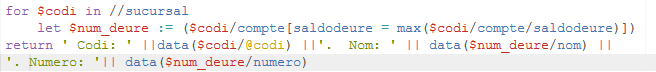 for $codi in //sucursal
let $num_deure := ($codi/compte[saldodeure = max($codi/compte/saldodeure)])
return ' Codi: ' ||data($codi/@codi) ||'.  Nom: ' || data($num_deure/nom) ||
'. Numero: '|| data($num_deure/numero)